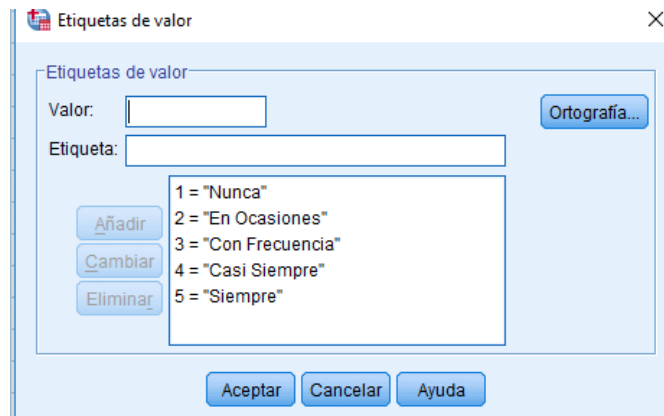 Etiquetas de valor
Etiquetas de valor
Valor:
Ortografía...
Etiqueta:
1 = "Nunca"
2 = "En Ocasiones"
3 = "Con Frecuencia"
4 = "Casi Siempre"
5 = "Siempre"
Añadir
Cambiar
Eliminar
Aceptar Cancelar Ayuda